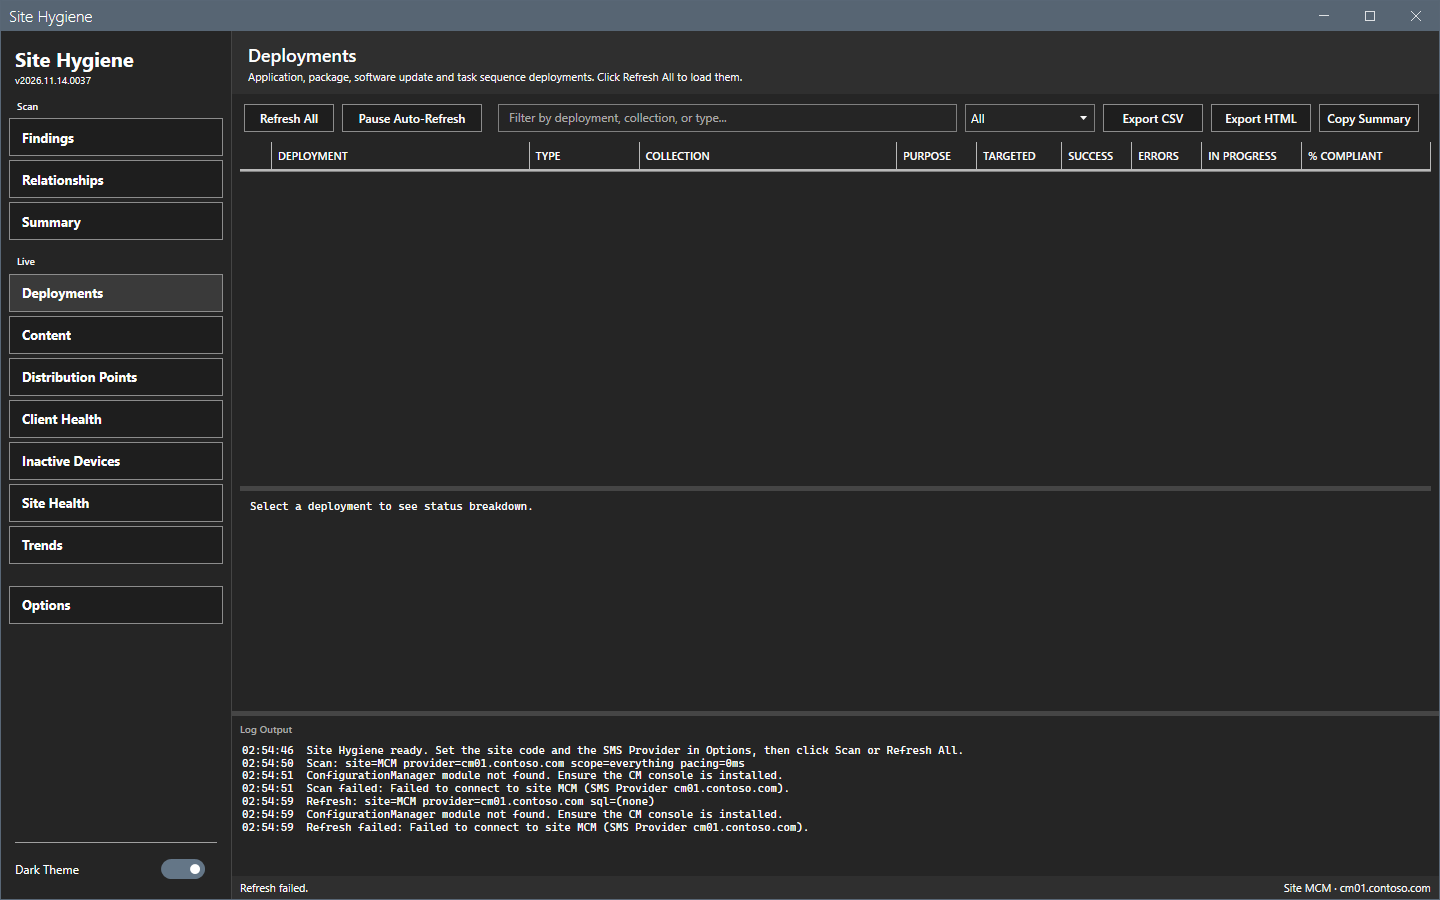 Site Hygiene
Site Hygiene
v2026.11.14.0037
Scan
Findings
Relationships
Summary
Live
Deployments
Content
Distribution Points
Client Health
Inactive Devices
Site Health
Trends
Options
Dark Theme
Deployments
Application, package, software update and task sequence deployments. Click Refresh All to load them.
Refresh All
Pause Auto-Refresh
Filter by deployment, collection, or type...
All
Export CSV
Export HTML
Copy Summary
DEPLOYMENT TYPE COLLECTION PURPOSE TARGETED SUCCESS ERRORS IN PROGRESS % COMPLIANT
Select a deployment to see status breakdown.
Log Output
02:54:46 Site Hygiene ready. Set the site code and the SMS Provider in Options, then click Scan or Refresh All.
02:54:50 Scan: site=MCM provider=cm01.contoso.com scope=everything pacing=0ms
02:54:51 ConfigurationManager module not found. Ensure the CM console is installed.
02:54:51 Scan failed: Failed to connect to site MCM (SMS Provider cm01.contoso.com).
02:54:59 Refresh: site=MCM provider=cm01.contoso.com sql=(none)
02:54:59 ConfigurationManager module not found. Ensure the CM console is installed.
02:54:59 Refresh failed: Failed to connect to site MCM (SMS Provider cm01.contoso.com).
Refresh failed.
Site MCM · cm01.contoso.com